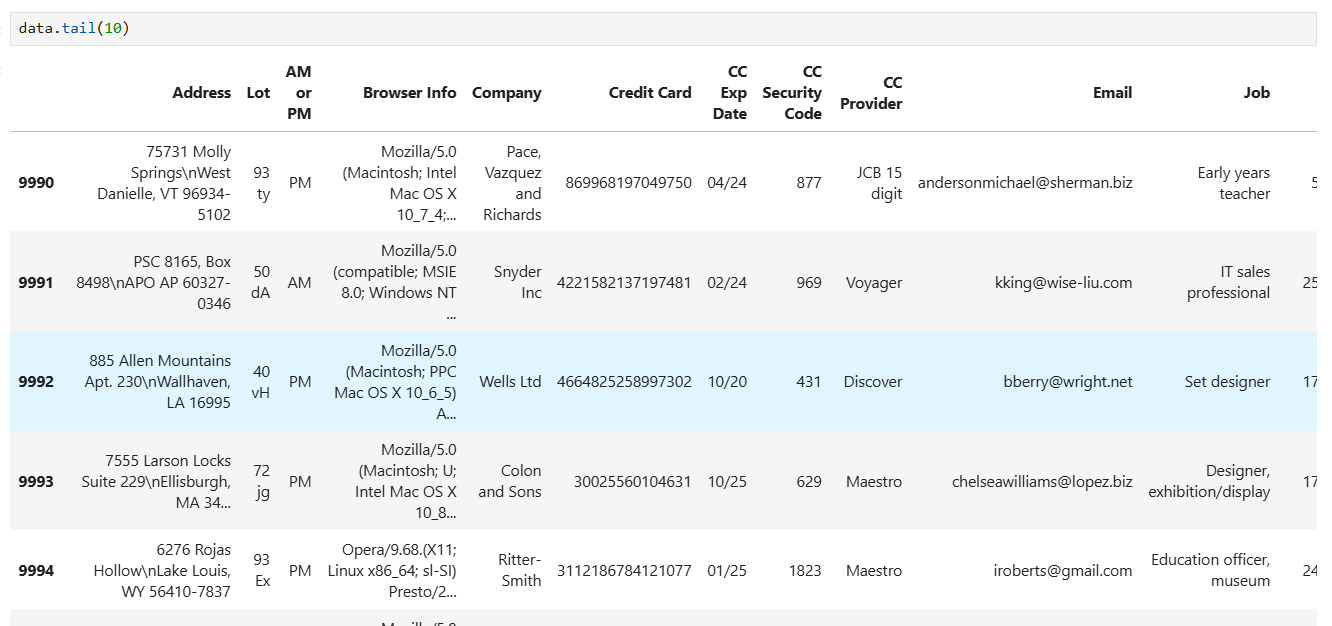 data.tail(10)
Address Lot AM or PM Browser Info Company Credit Card CC Exp Date CC Security Code CC Provider Email Job
9990 75731 Molly Springs\nWest Danielle, VT 96934-5102 93 ty PM Mozilla/5.0 (Macintosh; Intel Mac OS X 10_7_4;... Pace, Vazquez and Richards 869968197049750 04/24 877 JCB 15 digit andersonmichael@sherman.biz Early years teacher 5
9991 PSC 8165, Box 8498\nAPO AP 60327-0346 50 dA AM Mozilla/5.0 (compatible; MSIE 8.0; Windows NT ... Snyder Inc 4221582137197481 02/24 969 Voyager kking@wise-liu.com IT sales professional 25
9992 885 Allen Mountains Apt. 230\nWallhaven, LA 16995 40 vH PM Mozilla/5.0 (Macintosh; PPC Mac OS X 10_6_5) A... Wells Ltd 4664825258997302 10/20 431 Discover bberry@wright.net Set designer 17
9993 7555 Larson Locks Suite 229\nEllisburgh, MA 34... 72 jg PM Mozilla/5.0 (Macintosh; U; Intel Mac OS X 10_8... Colon and Sons 30025560104631 10/25 629 Maestro chelseawilliams@lopez.biz Designer, exhibition/display 17
9994 6276 Rojas Hollow\nLake Louis, WY 56410-7837 93 Ex PM Opera/9.68.(X11; Linux x86_64; sl-SI) Presto/2... Ritter-Smith 3112186784121077 01/25 1823 Maestro iroberts@gmail.com Education officer, museum 24